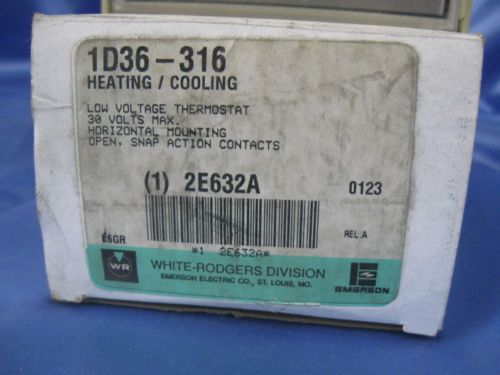 1D36-316
HEATING / COOLING
LOW VOLTAGE THERMOSTAT
30 VOLTS MAX.
HORIZONTAL MOUNTING
OPEN, SNAP ACTION CONTACTS
(1) 2E632A
0123
E6GR
REL.A
*1 2E632A*
WR
WHITE-RODGERS DIVISION
EMERSON ELECTRIC CO., ST. LOUIS, MO.
EMERSON